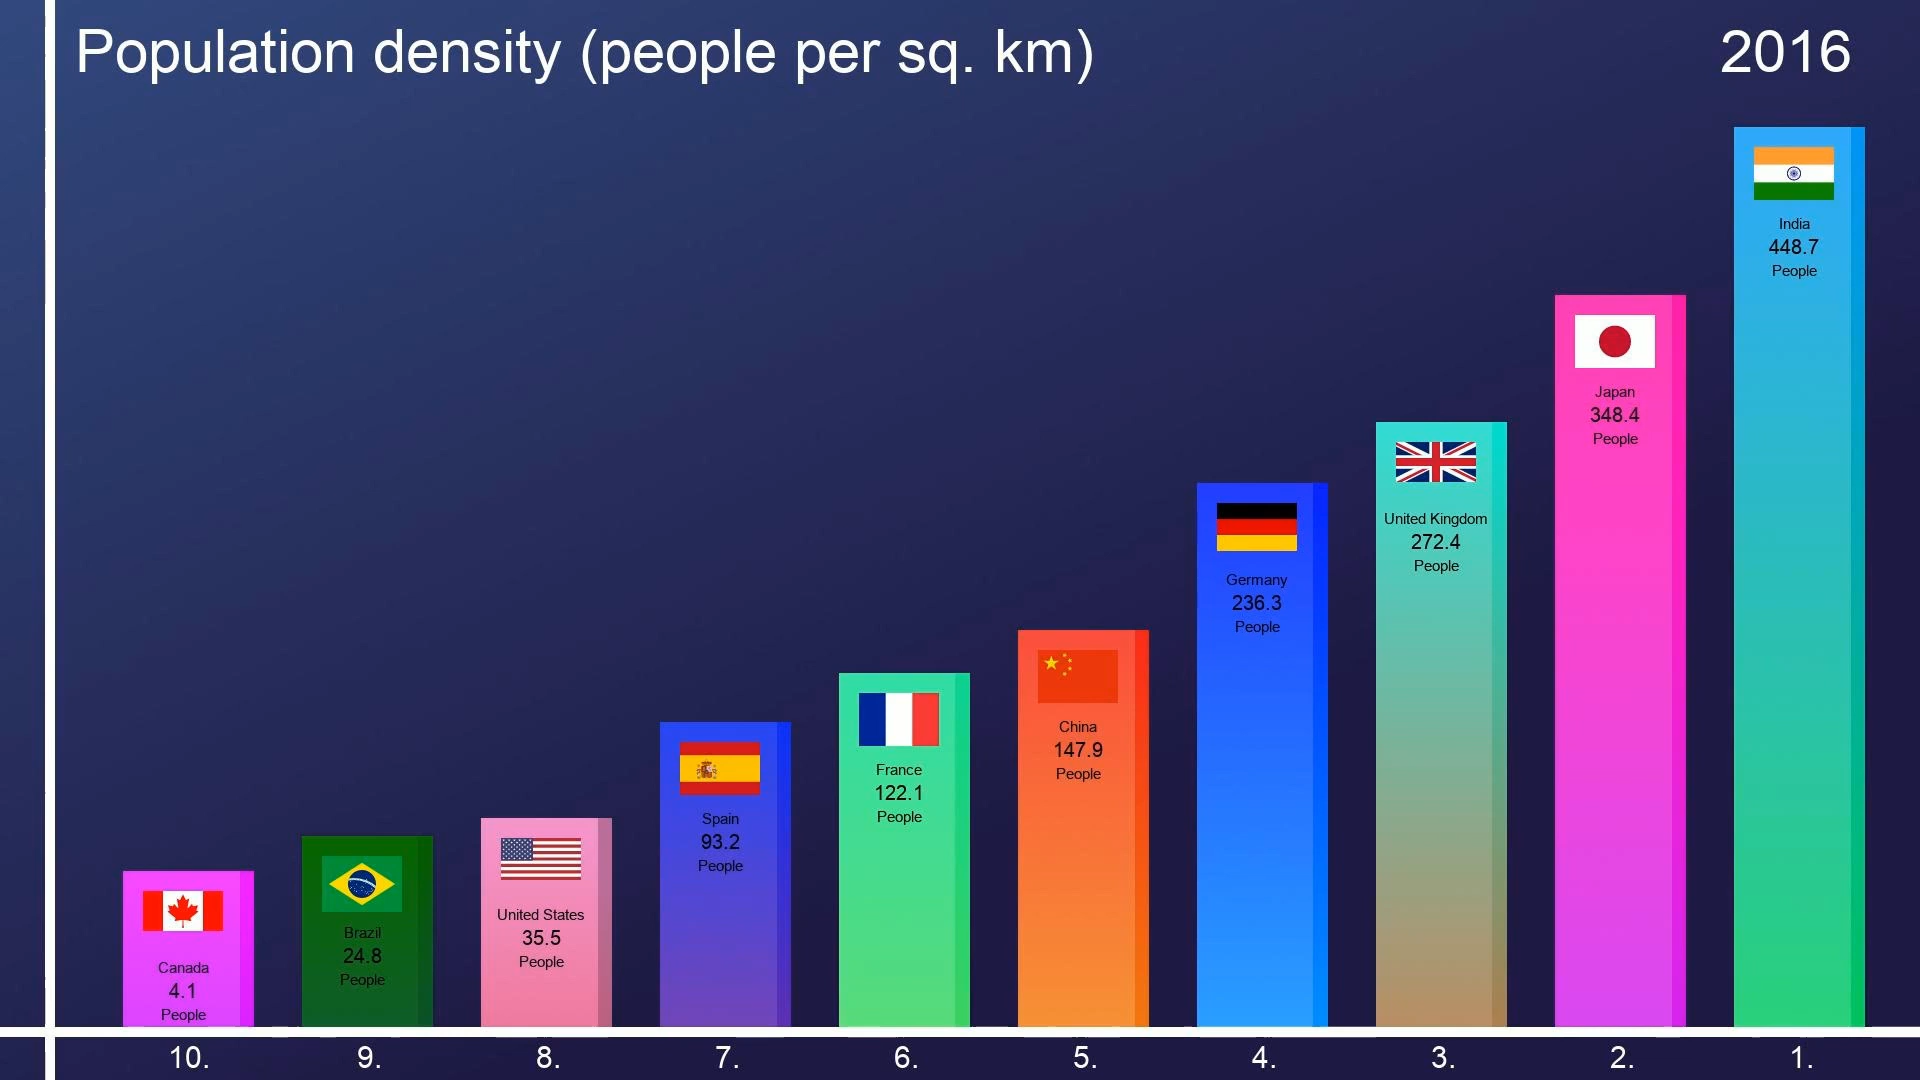 Population density (people per sq. km)
2016
India
448.7
People
Japan
348.4
People
United Kingdom
272.4
People
Germany
236.3
People
China
147.9
People
France
122.1
People
Spain
93.2
People
United States
35.5
People
Brazil
24.8
People
Canada
4.1
People
10. 9. 8. 7. 6. 5. 4. 3. 2. 1.